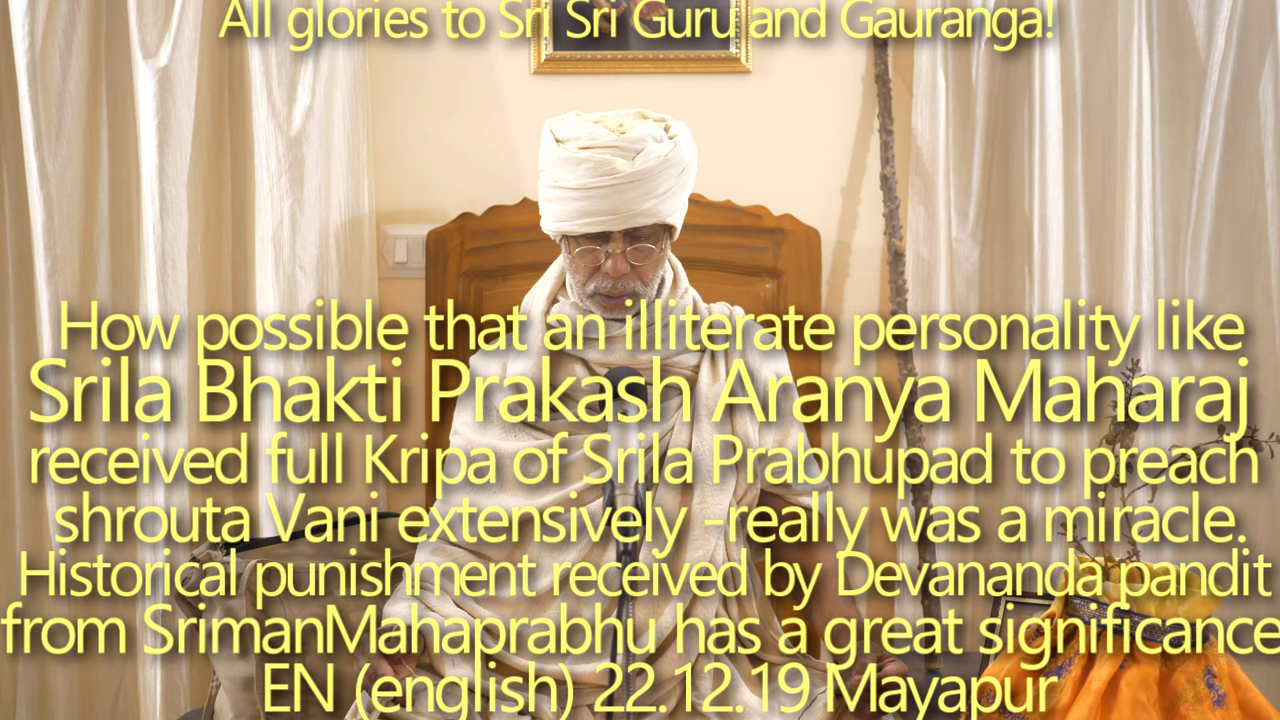 All glories to Sri Sri Guru and Gauranga!
How possible that an illiterate personality like
Srila Bhakti Prakash Aranya Maharaj
received full Kripa of Srila Prabhupad to preach
shrouta Vani extensively -really was a miracle.
Historical punishment received by Devananda pandit
from SrimanMahaprabhu has a great significance
EN (english) 22.12.19 Mayapur